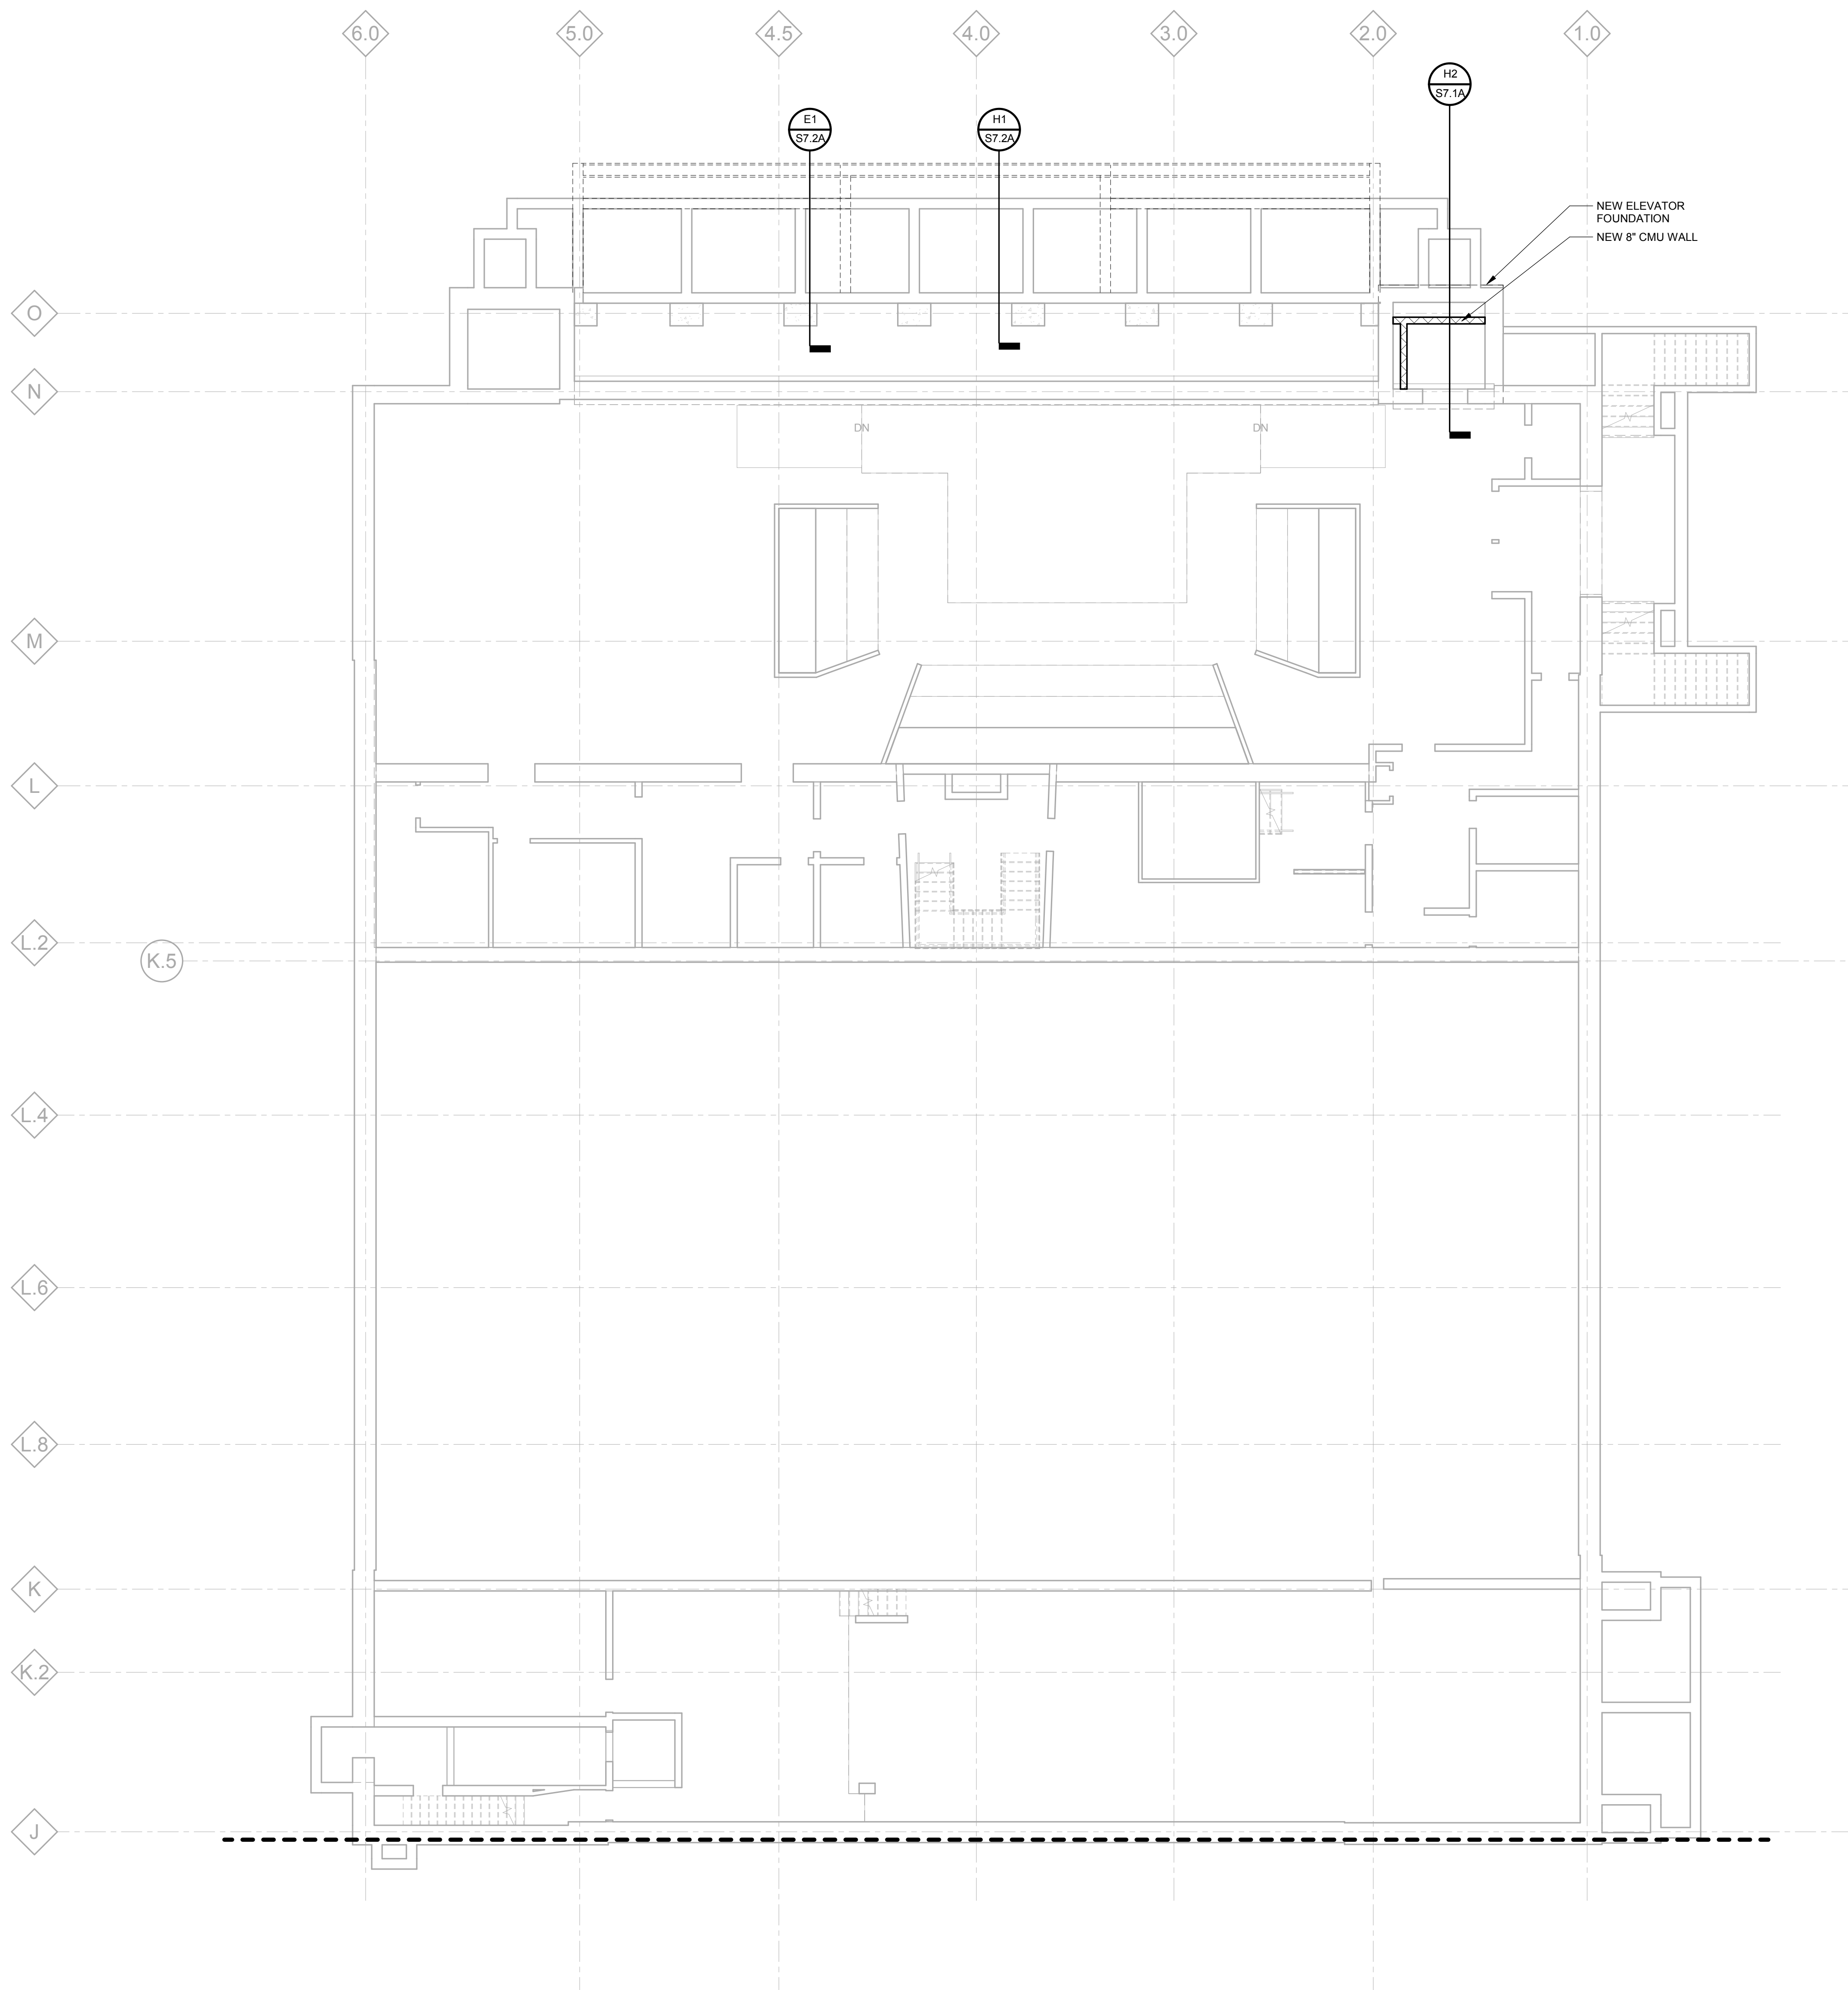 6.0
5.0
4.5
4.0
3.0
2.0
1.0
H2
S7.1A
E1
S7.2A
H1
S7.2A
NEW ELEVATOR
FOUNDATION
NEW 8" CMU WALL
O
N
DN
DN
M
L
L.2
K.5
L.4
L.6
L.8
K
K.2
J